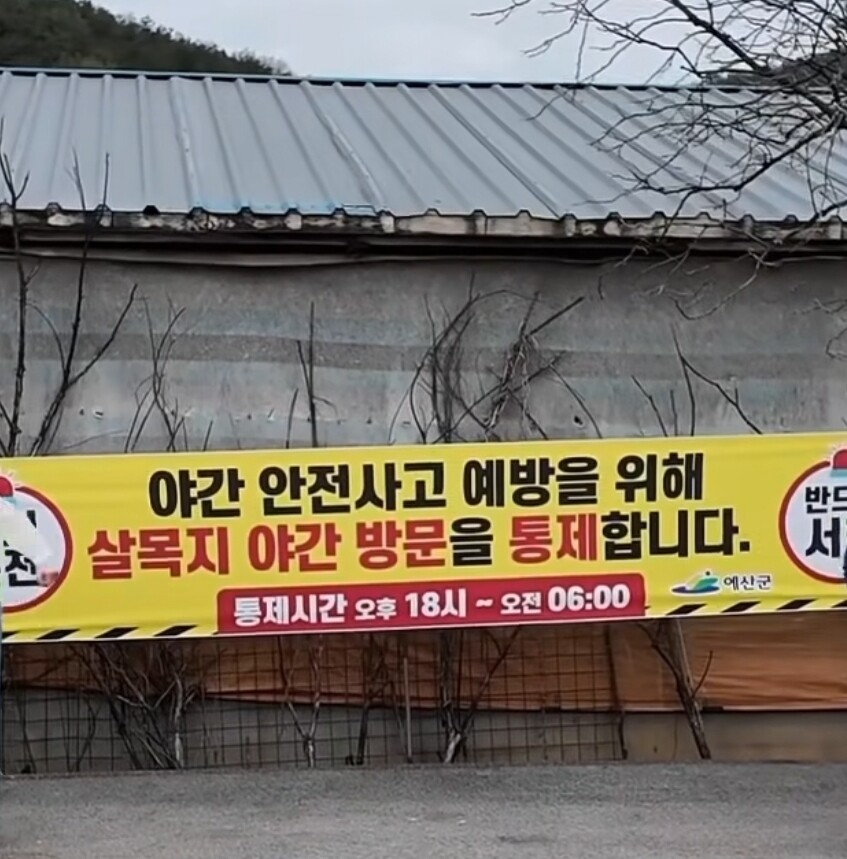 야간 안전사고 예방을 위해
살목지 야간 방문을 통제합니다.
통제시간 오후 18시 ~ 오전 06:00
예산군